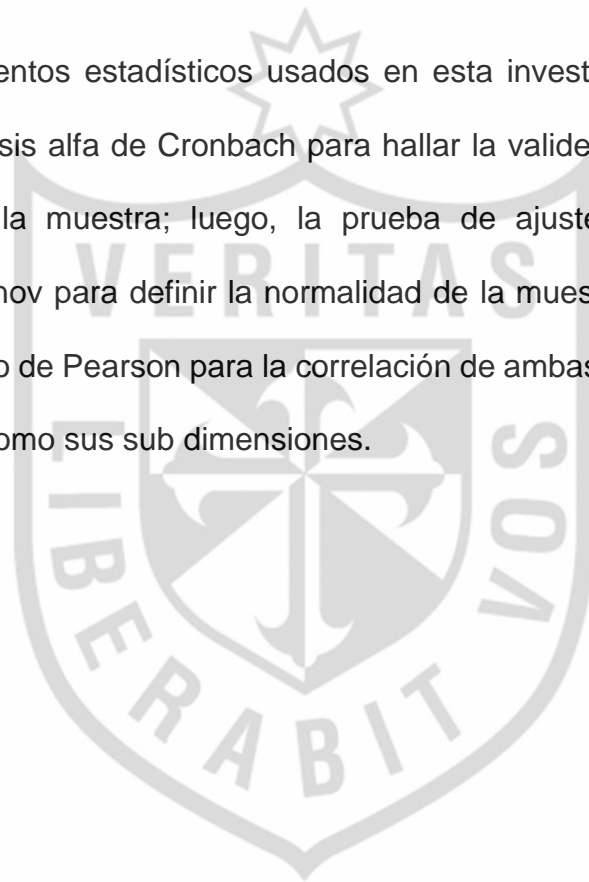 entos estadísticos usados en esta invest
sis alfa de Cronbach para hallar la valide
la muestra; luego, la prueba de ajuste
nov para definir la normalidad de la mues
o de Pearson para la correlación de ambas
omo sus sub dimensiones.
VERITAS
LIBERABIT
VOS